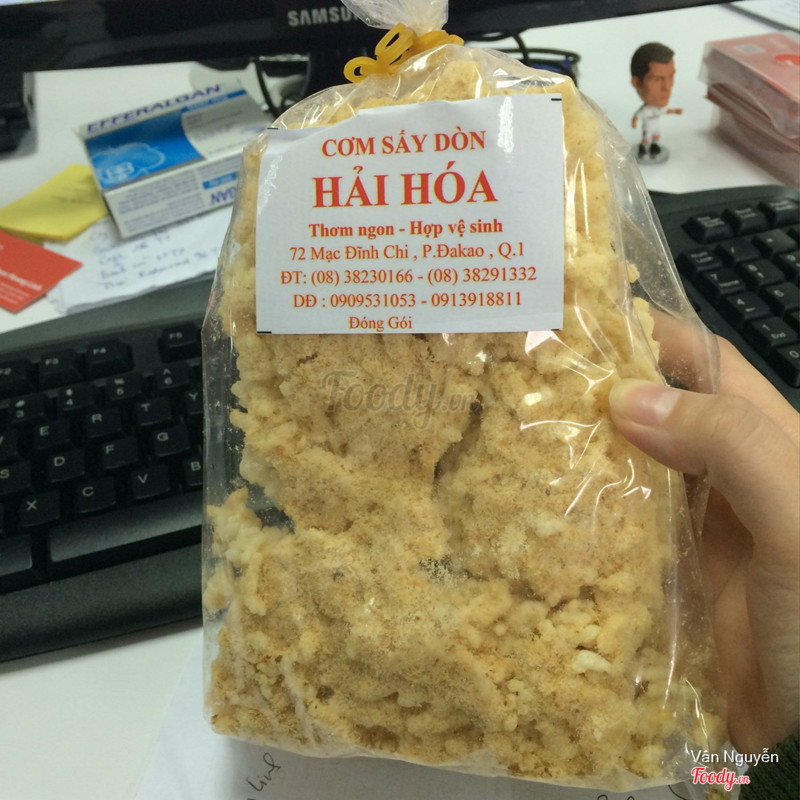 SAMSUNG
EFFERALGAN
CƠM SẤY DÒN
HẢI HÓA
Thơm ngon - Hợp vệ sinh
72 Mạc Đĩnh Chi , P.Đakao , Q.1
ĐT: (08) 38230166 - (08) 38291332
DĐ : 0909531053 - 0913918811
Đóng Gói
Foody.vn
Vân Nguyễn
Foody.vn